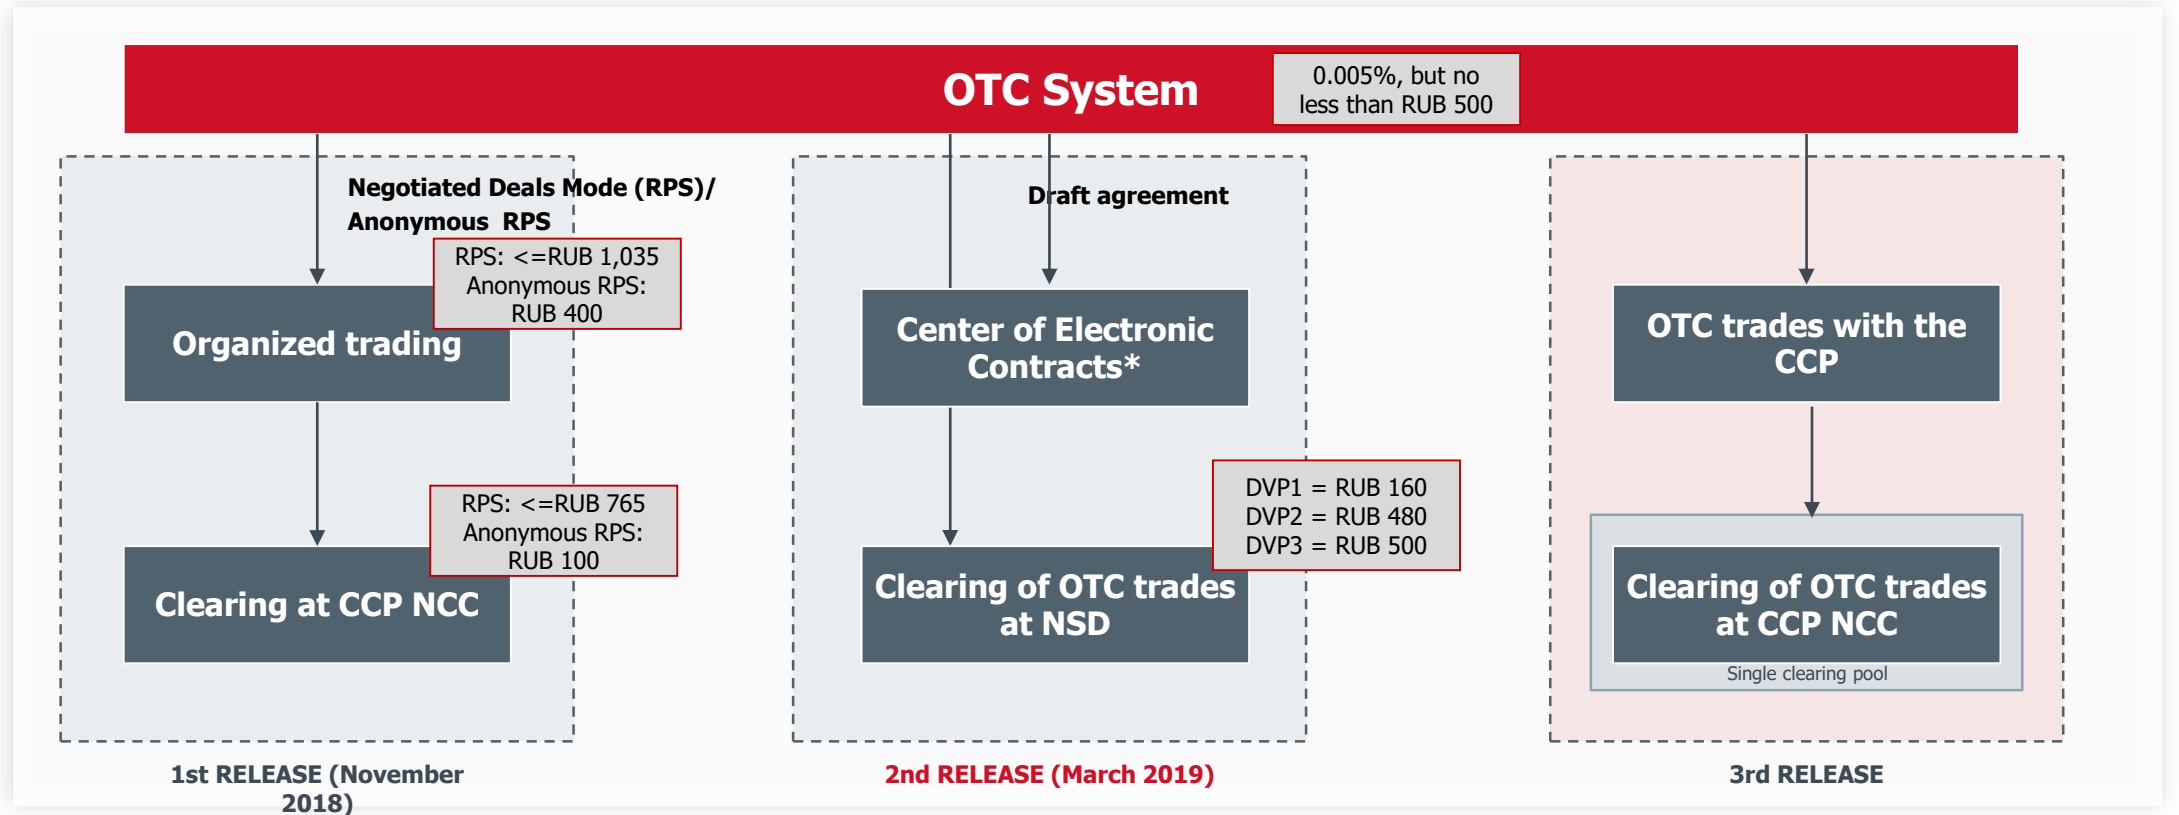 OTC System
0.005%, but no
less than RUB 500
Negotiated Deals Mode (RPS)/
Anonymous RPS
RPS: <=RUB 1,035
Anonymous RPS:
RUB 400
Organized trading
RPS: <=RUB 765
Anonymous RPS:
RUB 100
Clearing at CCP NCC
1st RELEASE (November
2018)
Draft agreement
Center of Electronic
Contracts*
DVP1 = RUB 160
DVP2 = RUB 480
DVP3 = RUB 500
Clearing of OTC trades
at NSD
2nd RELEASE (March 2019)
OTC trades with the
CCP
Clearing of OTC trades
at CCP NCC
Single clearing pool
3rd RELEASE